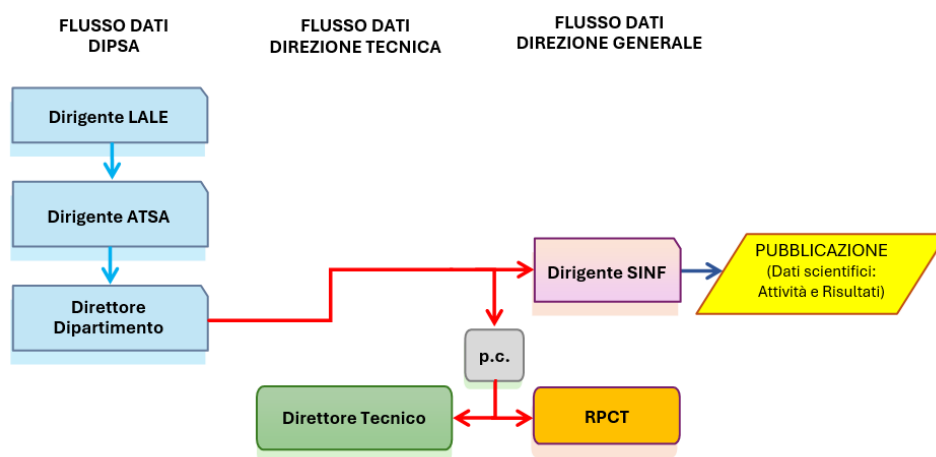 FLUSSO DATI
DIPSA
FLUSSO DATI
DIREZIONE TECNICA
FLUSSO DATI
DIREZIONE GENERALE
Dirigente LALE
Dirigente ATSA
Direttore
Dipartimento
Dirigente SINF
PUBBLICAZIONE
(Dati scientifici:
Attività e Risultati)
p.c.
Direttore Tecnico
RPCT